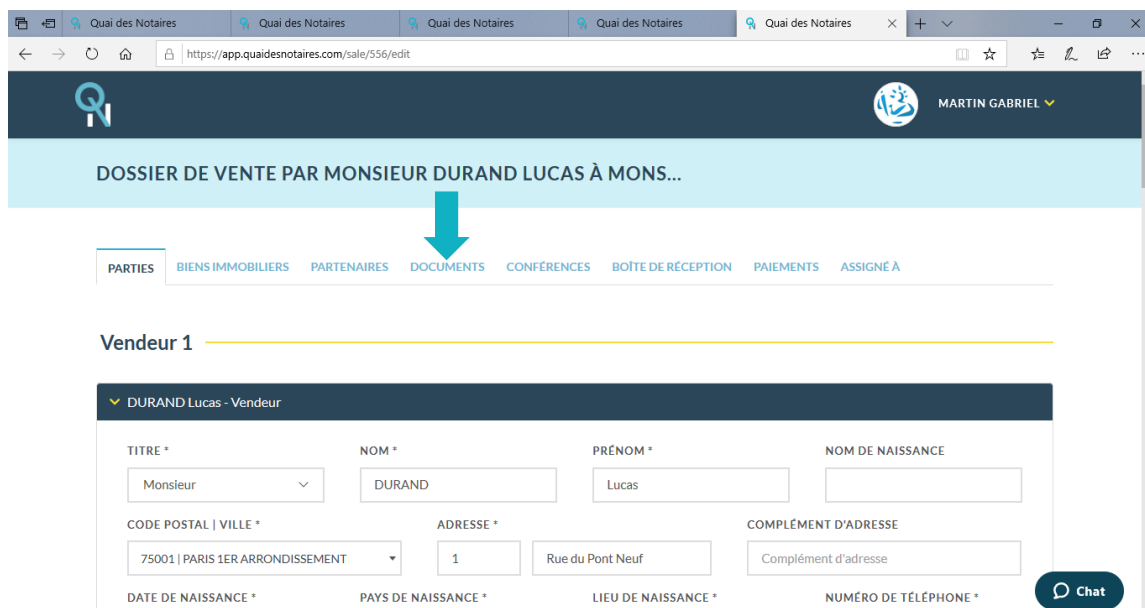 Quai des Notaires Quai des Notaires Quai des Notaires Quai des Notaires Quai des Notaires
https://app.quaidesnotaires.com/sale/556/edit
QN MARTIN GABRIEL
DOSSIER DE VENTE PAR MONSIEUR DURAND LUCAS À MONS...
PARTIES BIENS IMMOBILIERS PARTENAIRES DOCUMENTS CONFÉRENCES BOÎTE DE RÉCEPTION PAIEMENTS ASSIGNÉ À
Vendeur 1
DURAND Lucas - Vendeur
TITRE * NOM * PRÉNOM * NOM DE NAISSANCE
Monsieur DURAND Lucas
CODE POSTAL | VILLE * ADRESSE * COMPLÉMENT D'ADRESSE
75001 | PARIS 1ER ARRONDISSEMENT 1 Rue du Pont Neuf Complément d'adresse
DATE DE NAISSANCE * PAYS DE NAISSANCE * LIEU DE NAISSANCE * NUMÉRO DE TÉLÉPHONE *
Chat